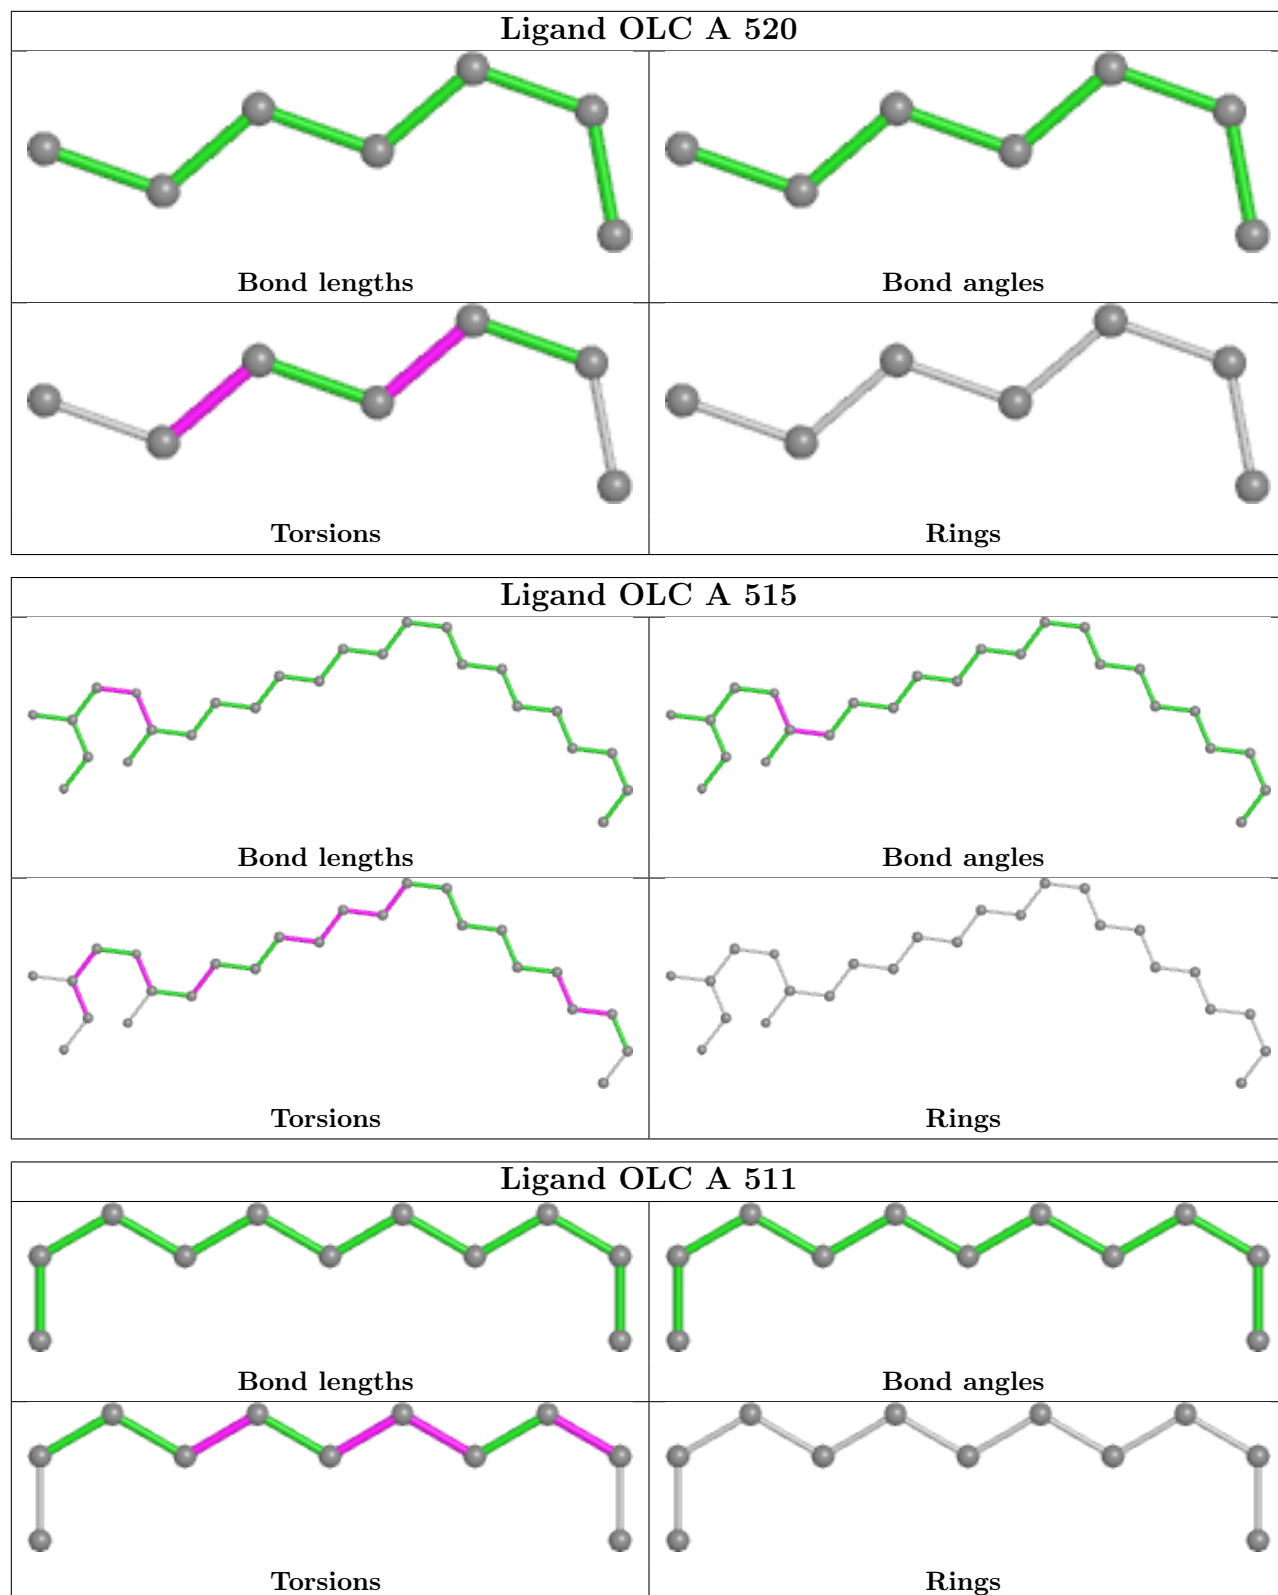 Ligand OLC A 520
Bond lengths
Bond angles
Torsions
Rings
Ligand OLC A 515
Bond lengths
Bond angles
Torsions
Rings
Ligand OLC A 511
Bond lengths
Bond angles
Torsions
Rings